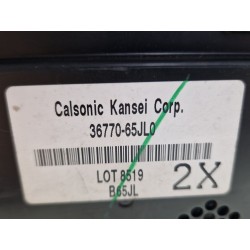 Calsonic Kansei Corp.
36770-65JL0
LOT 8519
2X
B65JL